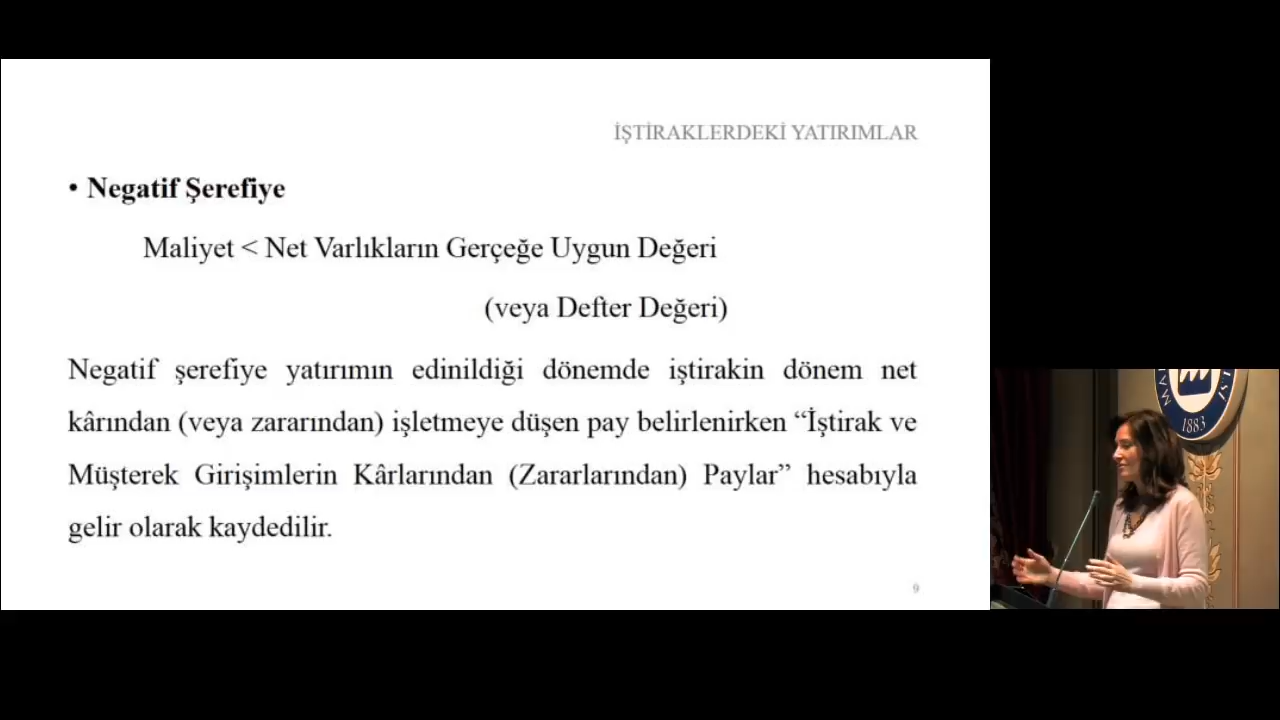 İŞTİRAKLERDEKİ YATIRIMLAR
• Negatif Şerefiye
Maliyet < Net Varlıkların Gerçeğe Uygun Değeri
(veya Defter Değeri)
Negatif şerefiye yatırımın edinildiği dönemde iştirakin dönem net
kârından (veya zararından) işletmeye düşen pay belirlenirken “İştirak ve
Müşterek Girişimlerin Kârlarından (Zararlarından) Paylar” hesabıyla
gelir olarak kaydedilir.
9
1883